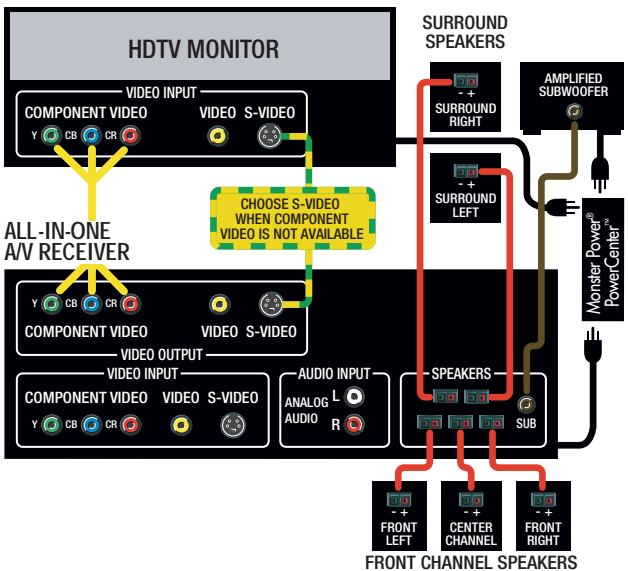 HDTV MONITOR
VIDEO INPUT
COMPONENT VIDEO
VIDEO
S-VIDEO
Y
CB
CR
SURROUND
SPEAKERS
- +
SURROUND
RIGHT
- +
SURROUND
LEFT
AMPLIFIED
SUBWOOFER
CHOOSE S-VIDEO
WHEN COMPONENT
VIDEO IS NOT AVAILABLE
Monster Power®
PowerCenter™
ALL-IN-ONE
A/V RECEIVER
Y
CB
CR
COMPONENT VIDEO
VIDEO
S-VIDEO
VIDEO OUTPUT
VIDEO INPUT
COMPONENT VIDEO
VIDEO
S-VIDEO
Y
CB
CR
AUDIO INPUT
ANALOG
AUDIO
L
R
SPEAKERS
SUB
- +
FRONT
LEFT
- +
CENTER
CHANNEL
- +
FRONT
RIGHT
FRONT CHANNEL SPEAKERS